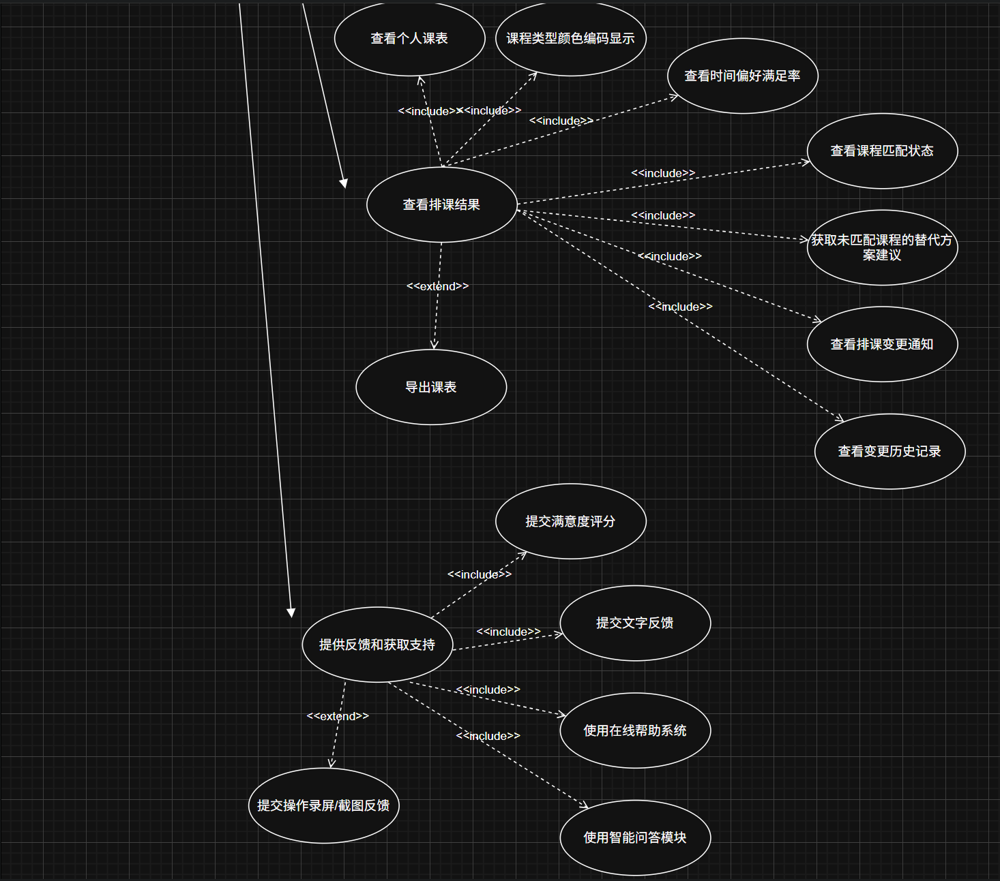 查看个人课表
课程类型颜色编码显示
查看时间偏好满足率
<<include>>
<<include>>
<<include>>
查看课程匹配状态
<<include>>
查看排课结果
<<include>>
获取未匹配课程的替代方
案建议
<<include>>
<<extend>>
<<include>>
查看排课变更通知
导出课表
查看变更历史记录
提交满意度评分
<<include>>
提交文字反馈
<<include>>
提供反馈和获取支持
<<include>>
<<extend>>
使用在线帮助系统
<<include>>
提交操作录屏/截图反馈
使用智能问答模块